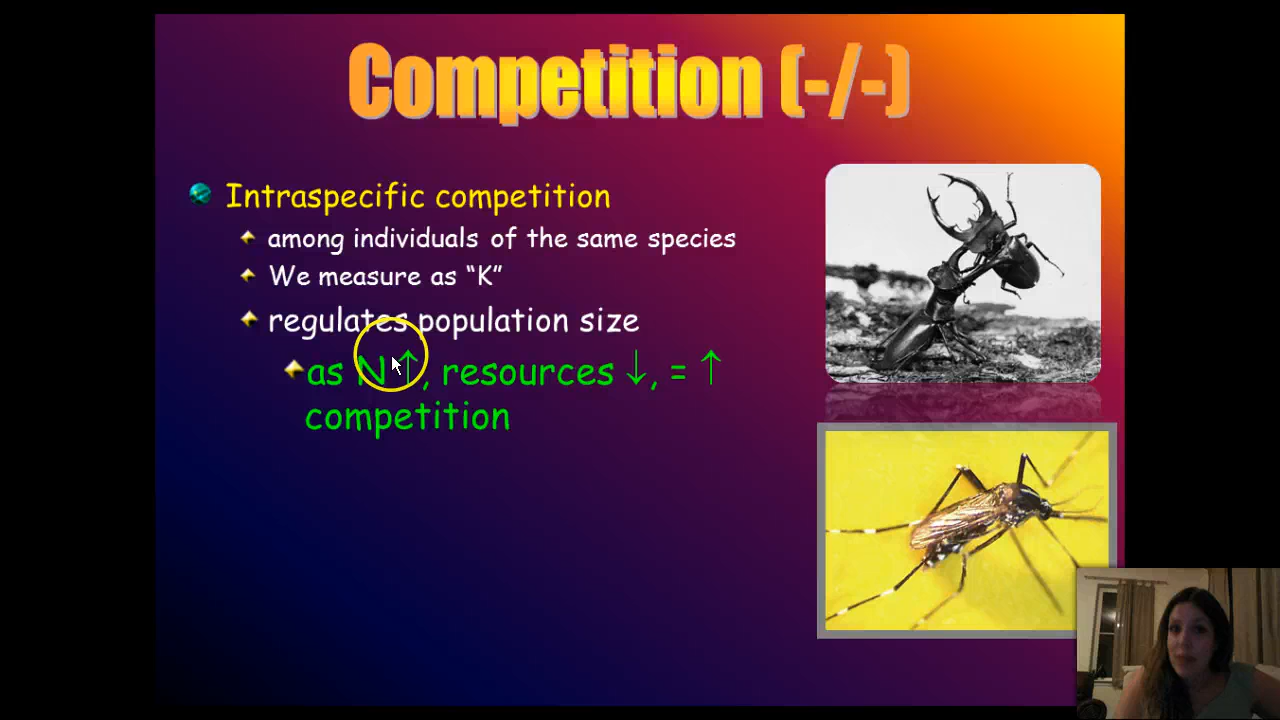 Competition (-/-)
Intraspecific competition
among individuals of the same species
We measure as “K”
regulates population size
as N ↑, resources ↓, = ↑
competition